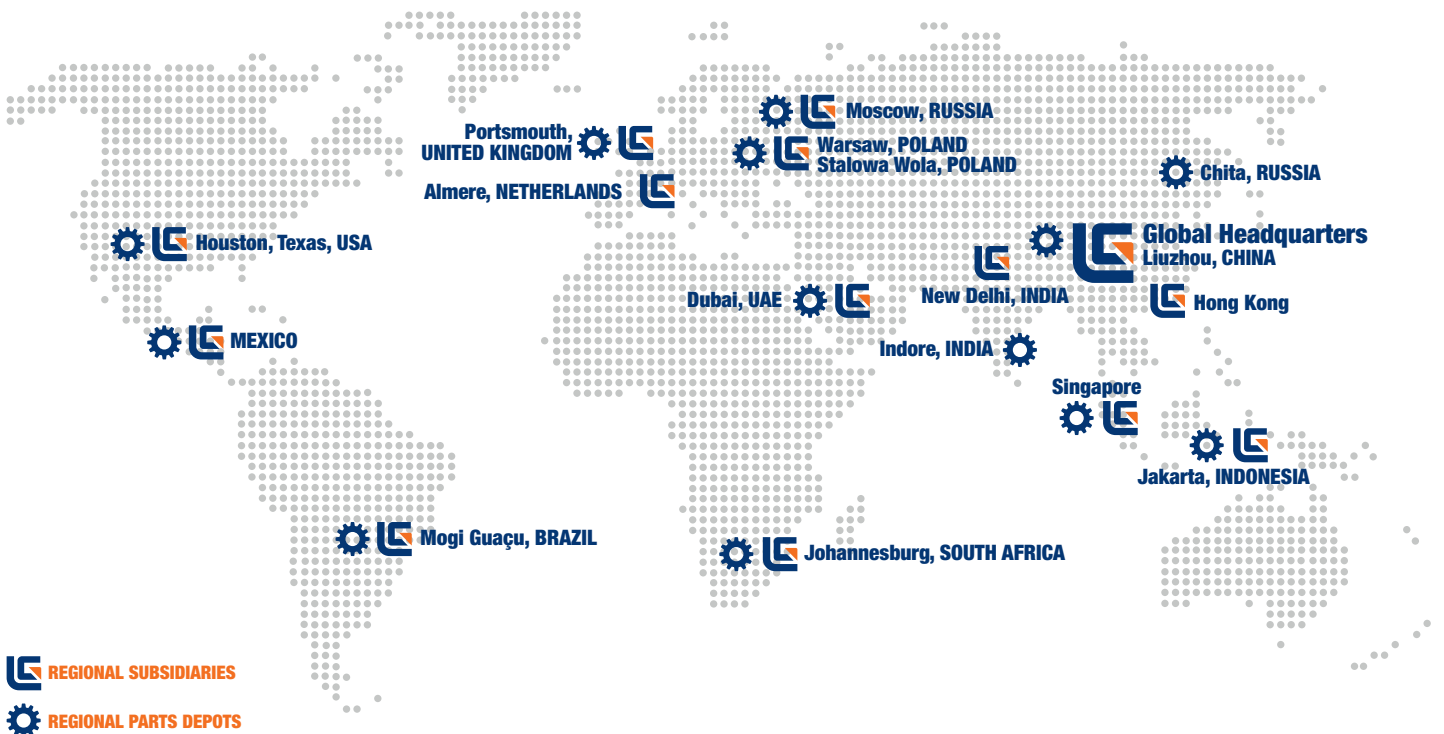 Moscow, RUSSIA
Portsmouth,
UNITED KINGDOM
Warsaw, POLAND
Stalowa Wola, POLAND
Almere, NETHERLANDS
Chita, RUSSIA
Houston, Texas, USA
Global Headquarters
Liuzhou, CHINA
New Delhi, INDIA
Dubai, UAE
Hong Kong
MEXICO
Indore, INDIA
Singapore
Jakarta, INDONESIA
Mogi Guaçu, BRAZIL
Johannesburg, SOUTH AFRICA
REGIONAL SUBSIDIARIES
REGIONAL PARTS DEPOTS